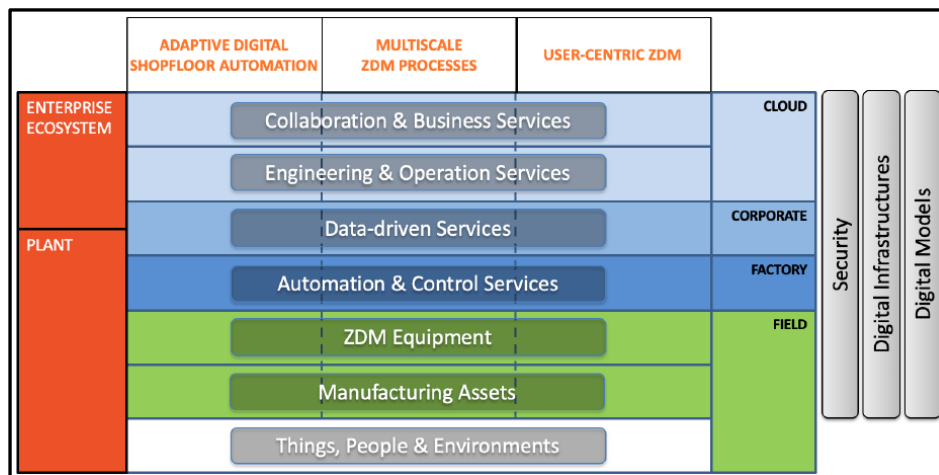 ADAPTIVE DIGITAL
SHOPFLOOR AUTOMATION
MULTISCALE
ZDM PROCESSES
USER-CENTRIC ZDM
ENTERPRISE
ECOSYSTEM
PLANT
Collaboration & Business Services
Engineering & Operation Services
Data-driven Services
Automation & Control Services
ZDM Equipment
Manufacturing Assets
Things, People & Environments
CLOUD
CORPORATE
FACTORY
FIELD
Security
Digital Infrastructures
Digital Models